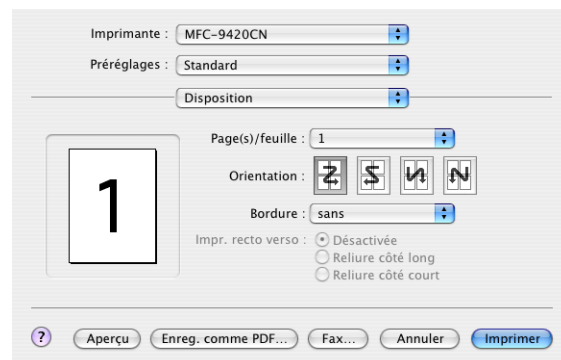 Imprimante : MFC-9420CN
Préréglages : Standard
Disposition
Page(s)/feuille : 1
1
Orientation :
Bordure : sans
Impr. recto verso : Désactivée
Reliure côté long
Reliure côté court
? Aperçu Enreg. comme PDF... Fax... Annuler Imprimer